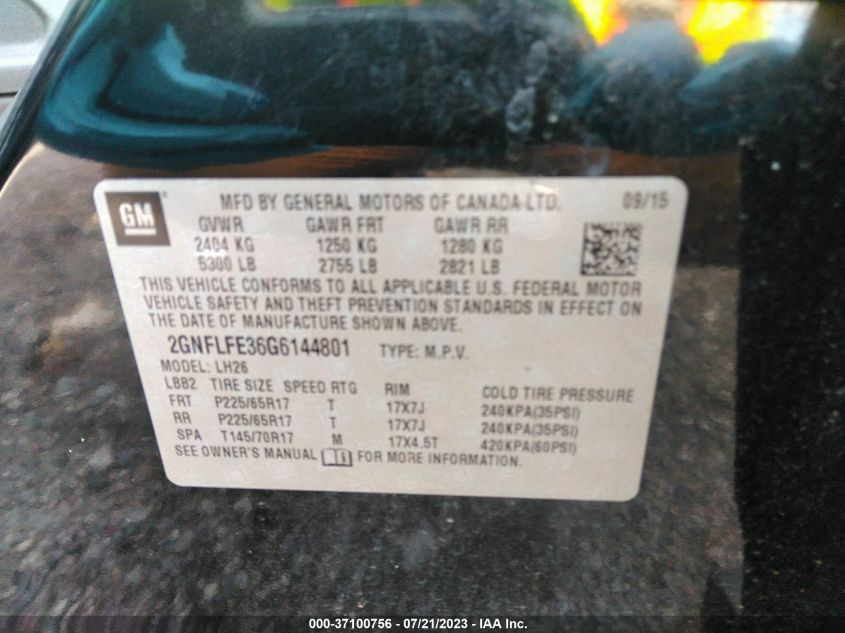 GM
MFD BY GENERAL MOTORS OF CANADA LTD. 09/15
GVWR GAWR FRT GAWR RR
2404 KG 1250 KG 1280 KG
5300 LB 2755 LB 2821 LB
THIS VEHICLE CONFORMS TO ALL APPLICABLE U.S. FEDERAL MOTOR
VEHICLE SAFETY AND THEFT PREVENTION STANDARDS IN EFFECT ON
THE DATE OF MANUFACTURE SHOWN ABOVE.
2GNFLFE36G6144801 TYPE: M.P.V.
MODEL: LH26
LBB2 TIRE SIZE SPEED RTG RIM COLD TIRE PRESSURE
FRT P225/65R17 T 17X7J 240KPA(35PSI)
RR P225/65R17 T 17X7J 240KPA(35PSI)
SPA T145/70R17 M 17X4.5T 420KPA(60PSI)
SEE OWNER'S MANUAL FOR MORE INFORMATION.
000-37100756 / 07/21/2023 / IAA Inc.